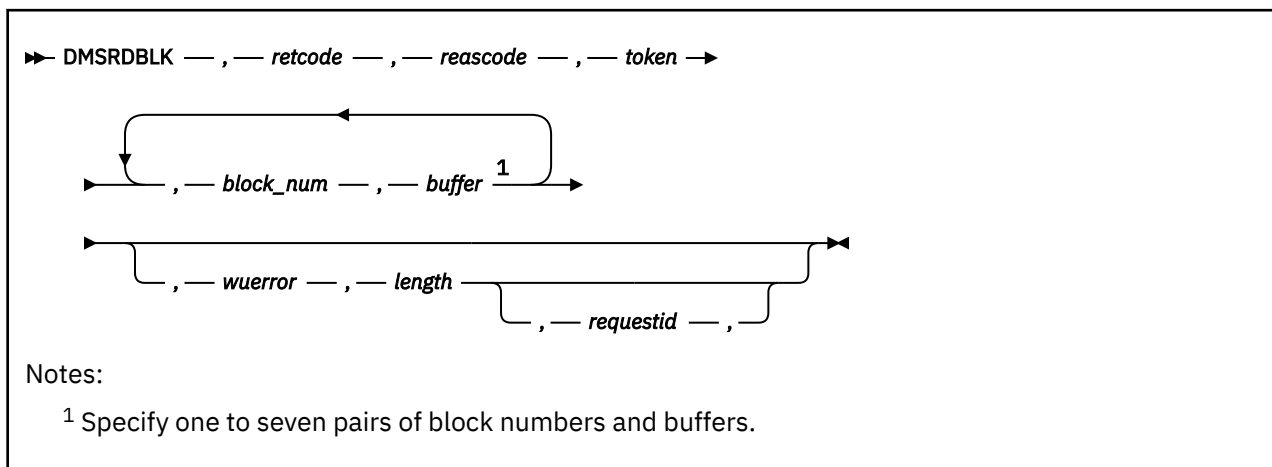 DMSRDBLK , retcode , reascode , token
, block_num , buffer 1
, wuerror , length
, requestid ,
Notes:
1 Specify one to seven pairs of block numbers and buffers.